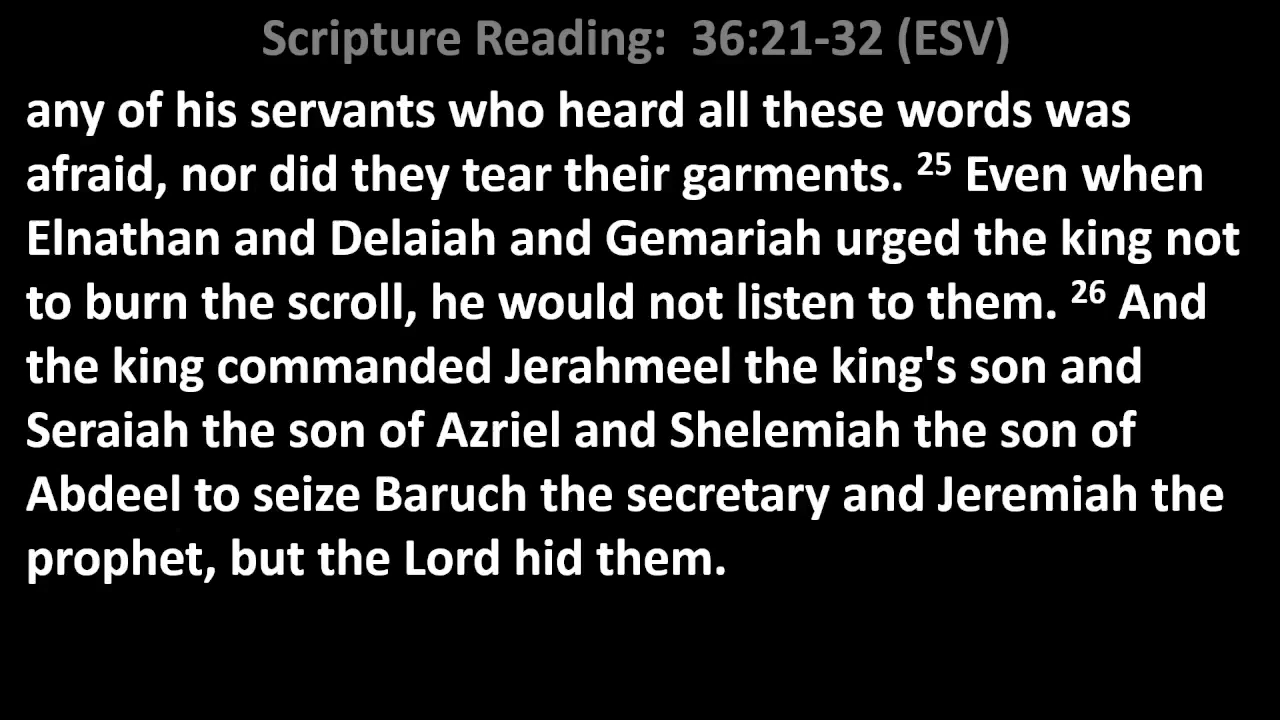 Scripture Reading:  36:21-32 (ESV)
any of his servants who heard all these words was
afraid, nor did they tear their garments. 25 Even when
Elnathan and Delaiah and Gemariah urged the king not
to burn the scroll, he would not listen to them. 26 And
the king commanded Jerahmeel the king's son and
Seraiah the son of Azriel and Shelemiah the son of
Abdeel to seize Baruch the secretary and Jeremiah the
prophet, but the Lord hid them.